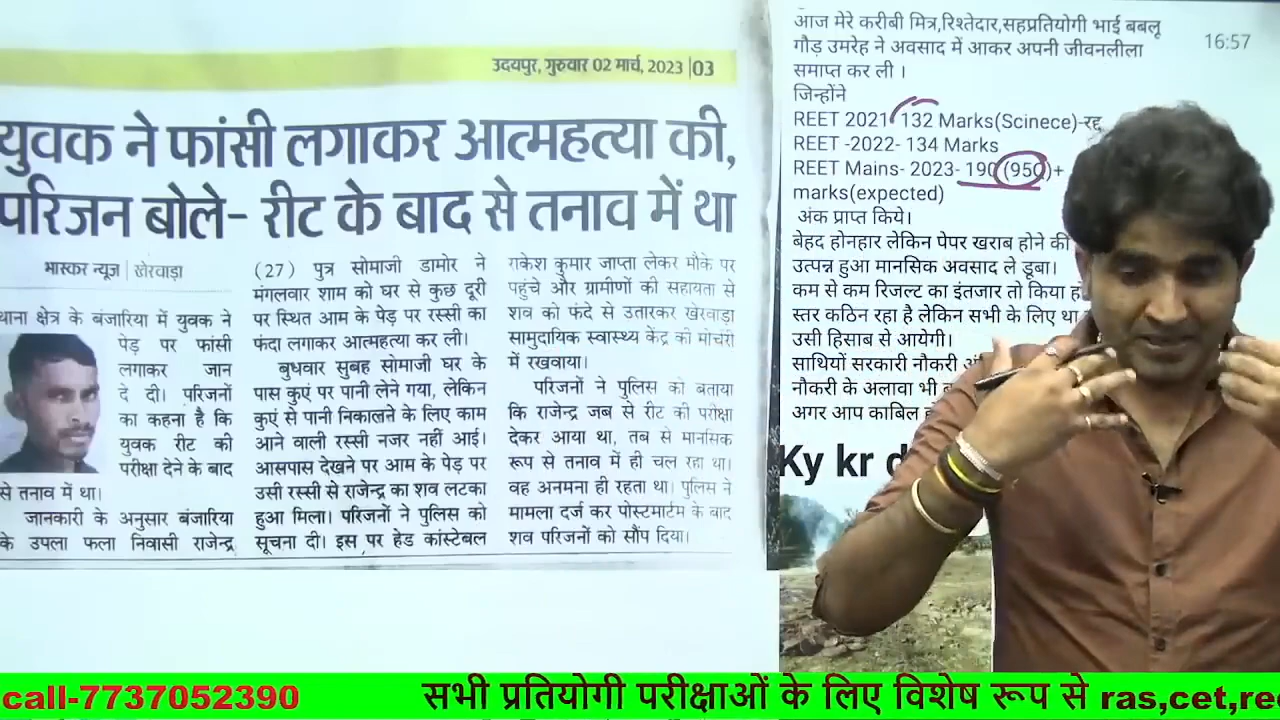 उदयपुर, गुरुवार 02 मार्च, 2023 |03
युवक ने फांसी लगाकर आत्महत्या की,
परिजन बोले- रीट के बाद से तनाव में था
भास्कर न्यूज | खेरवाड़ा
थाना क्षेत्र के बंजारिया में युवक ने
पेड़ पर फांसी
लगाकर जान
दे दी। परिजनों
का कहना है कि
युवक रीट की
परीक्षा देने के बाद
से तनाव में था।
जानकारी के अनुसार बंजारिया
के उपला फला निवासी राजेन्द्र
(27) पुत्र सोमाजी डामोर ने
मंगलवार शाम को घर से कुछ दूरी
पर स्थित आम के पेड़ पर रस्सी का
फंदा लगाकर आत्महत्या कर ली।
बुधवार सुबह सोमाजी घर के
पास कुएं पर पानी लेने गया, लेकिन
कुएं से पानी निकालने के लिए काम
आने वाली रस्सी नजर नहीं आई।
आसपास देखने पर आम के पेड़ पर
उसी रस्सी से राजेन्द्र का शव लटका
हुआ मिला। परिजनों ने पुलिस को
सूचना दी। इस पर हेड कांस्टेबल
राकेश कुमार जाप्ता लेकर मौके पर
पहुंचे और ग्रामीणों की सहायता से
शव को फंदे से उतारकर खेरवाड़ा
सामुदायिक स्वास्थ्य केंद्र की मोर्चरी
में रखवाया।
परिजनों ने पुलिस को बताया
कि राजेन्द्र जब से रीट की परीक्षा
देकर आया था, तब से मानसिक
रूप से तनाव में ही चल रहा था।
वह अनमना ही रहता था। पुलिस ने
मामला दर्ज कर पोस्टमार्टम के बाद
शव परिजनों को सौंप दिया।
आज मेरे करीबी मित्र,रिश्तेदार,सहप्रतियोगी भाई बबलू
गौड़ उमरेह ने अवसाद में आकर अपनी जीवनलीला
समाप्त कर ली ।
16:57
जिन्होंने
REET 2021 132 Marks(Scinece)-रद्द
REET -2022- 134 Marks
REET Mains- 2023- 190 (950)+
marks(expected)
अंक प्राप्त किये।
बेहद होनहार लेकिन पेपर खराब होने की
उत्पन्न हुआ मानसिक अवसाद ले डूबा।
कम से कम रिजल्ट का इंतजार तो किया
स्तर कठिन रहा है लेकिन सभी के लिए था
उसी हिसाब से आयेगी।
साथियों सरकारी नौकरी
नौकरी के अलावा भी
अगर आप काबिल
Ky kr
call-7737052390 सभी प्रतियोगी परीक्षाओं के लिए विशेष रूप से ras,cet,re